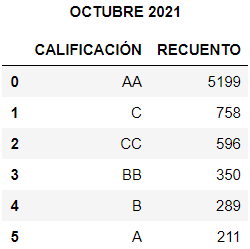 OCTUBRE 2021
CALIFICACIÓN RECUENTO
0 AA 5199
1 C 758
2 CC 596
3 BB 350
4 B 289
5 A 211